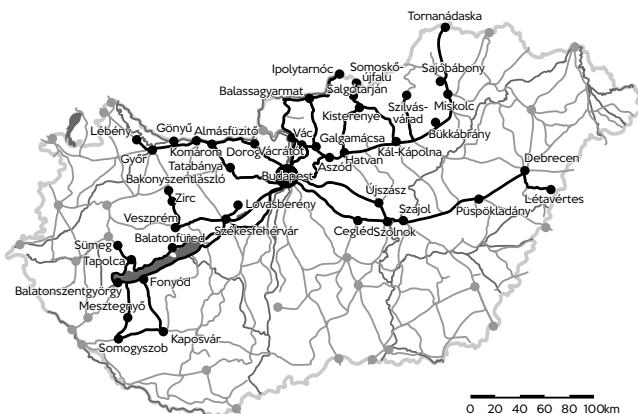 Tornanádaska
Ipolytarnóc
Somoskő-
újfalu
Sajóbábony
Balassagyarmat
Salgótarján
Szilvás-
várad
Miskolc
Kisterenye
Bükkábrány
Lébény
Gönyű
Almásfüzitő
Vác
Galgamácsa
Győr
Komárom
Dorog
Vácrátót
Aszód
Hatvan
Kál-Kápolna
Tatabánya
Debrecen
Bakonyszentlászló
Budapest
Zirc
Lovasberény
Újszász
Létavértes
Veszprém
Székesfehérvár
Cegléd
Szolnok
Szajol
Püspökladány
Sümeg
Balatonfüred
Tapolca
Balatonszentgyörgy
Fonyód
Mesztegnyő
Somogyszob
Kaposvár
0 20 40 60 80 100km